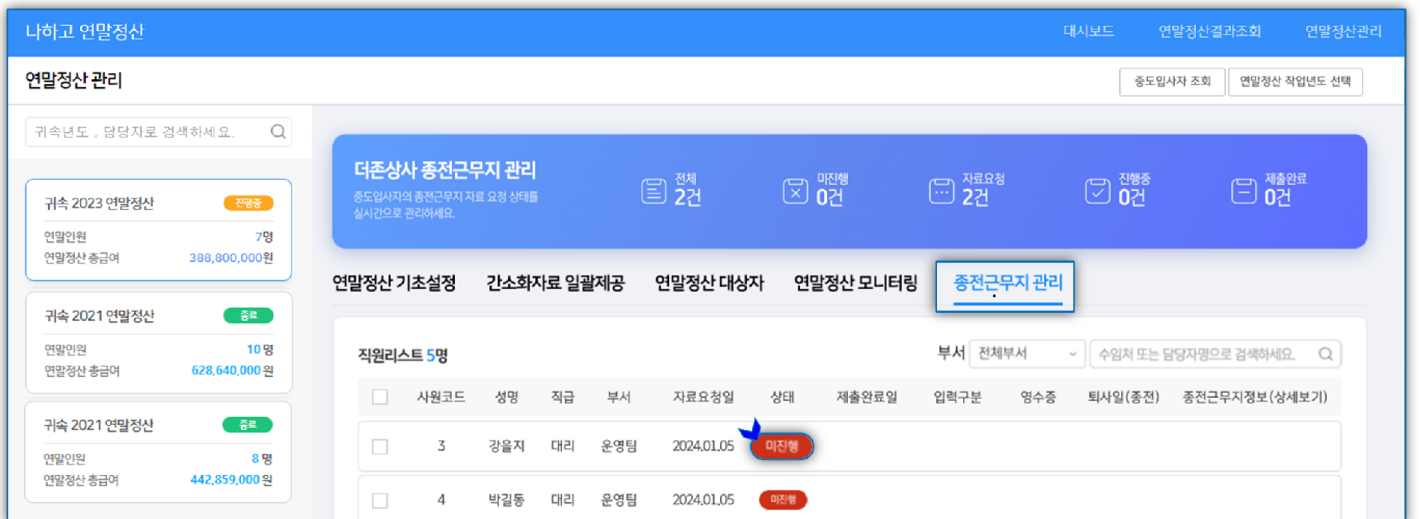 나하고 연말정산
대시보드 연말정산결과조회 연말정산관리
연말정산 관리
중도입사자 조회 연말정산 작업년도 선택
귀속년도 , 담당자로 검색하세요.
귀속 2023 연말정산 진행중
연말인원 7명
연말정산 총급여 388,800,000원
귀속 2021 연말정산 종료
연말인원 10 명
연말정산 총급여 628,640,000 원
귀속 2021 연말정산 종료
연말인원 8 명
연말정산 총급여 442,859,000 원
더존상사 종전근무지 관리
중도입사자의 종전근무지 자료 요청 상태를
실시간으로 관리하세요.
전체 2건
미진행 0건
자료요청 2건
진행중 0건
제출완료 0건
연말정산 기초설정 간소화자료 일괄제공 연말정산 대상자 연말정산 모니터링 종전근무지 관리
직원리스트 5명
부서 전체부서 수임처 또는 담당자명으로 검색하세요.
사원코드 성명 직급 부서 자료요청일 상태 제출완료일 입력구분 영수증 퇴사일(종전) 종전근무지정보(상세보기)
3 강을지 대리 운영팀 2024.01.05 미진행
4 박길동 대리 운영팀 2024.01.05 미진행